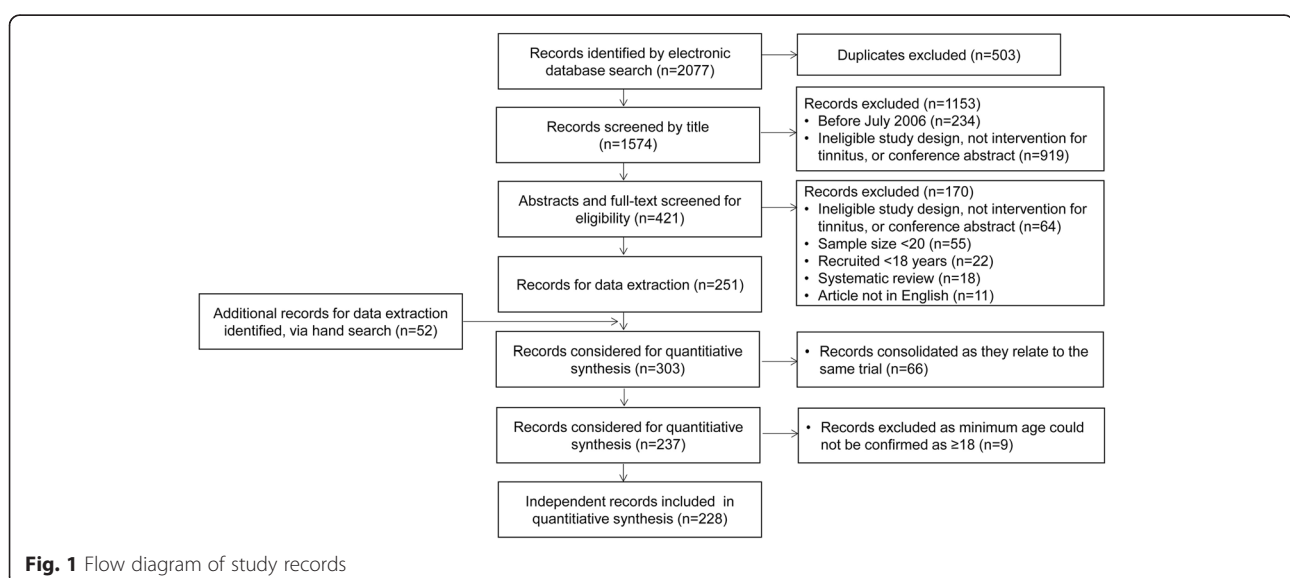 Records identified by electronic
database search (n=2077)
Duplicates excluded (n=503)
Records screened by title
(n=1574)
Records excluded (n=1153)
• Before July 2006 (n=234)
• Ineligible study design, not intervention for
tinnitus, or conference abstract (n=919)
Abstracts and full-text screened for
eligibility (n=421)
Records excluded (n=170)
• Ineligible study design, not intervention for
tinnitus, or conference abstract (n=64)
• Sample size <20 (n=55)
• Recruited <18 years (n=22)
• Systematic review (n=18)
• Article not in English (n=11)
Records for data extraction (n=251)
Additional records for data extraction
identified, via hand search (n=52)
Records considered for quantitative
synthesis (n=303)
• Records consolidated as they relate to the
same trial (n=66)
Records considered for quantitative
synthesis (n=237)
• Records excluded as minimum age could
not be confirmed as ≥18 (n=9)
Independent records included in
quantitative synthesis (n=228)
Fig. 1 Flow diagram of study records